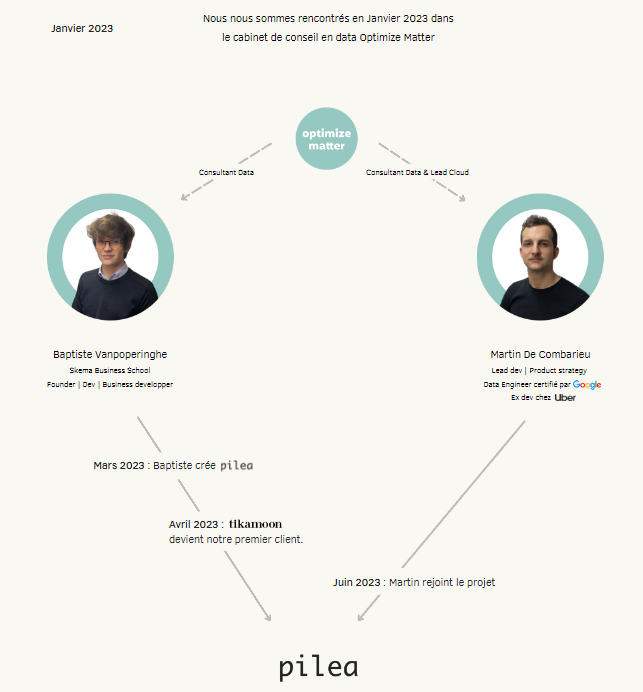 Janvier 2023
Nous nous sommes rencontrés en Janvier 2023 dans
le cabinet de conseil en data Optimize Matter
optimize
matter
Consultant Data
Consultant Data & Lead Cloud
Baptiste Vanpoperinghe
Skema Business School
Founder | Dev | Business developper
Martin De Combarieu
Lead dev | Product strategy
Data Engineer certifié par Google
Ex dev chez Uber
Mars 2023 : Baptiste crée pilea
Avril 2023 : tikamoon
devient notre premier client.
Juin 2023 : Martin rejoint le projet
pilea